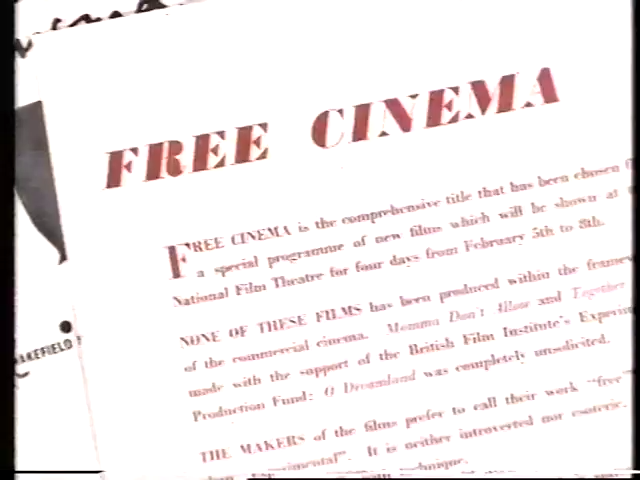 FREE CINEMA
FREE CINEMA is the comprehensive title that has been chosen
a special programme of new films which will be shown at
National Film Theatre for four days from February 5th to 8th.
NONE OF THESE FILMS has been produced within the
of the commercial cinema. Momma Don't Allow and Together
made with the support of the British Film Institute's
Production Fund: O Dreamland was completely unsolicited.
THE MAKERS of the films prefer to call their work "free"
It is neither introverted nor esoteric.
technique.
AKEFIELD